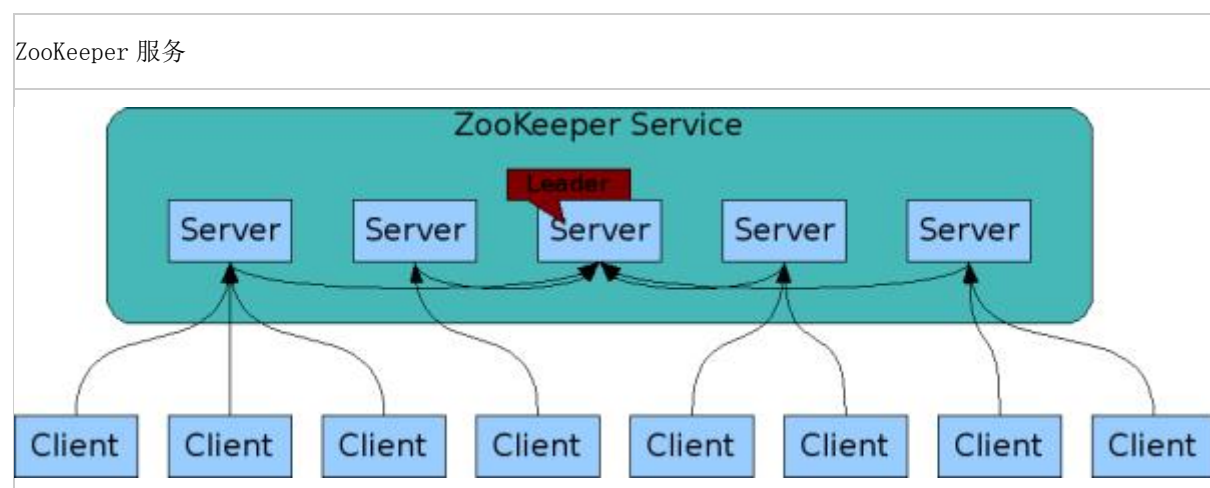 ZooKeeper 服务
ZooKeeper Service
Leader
Server Server Server Server Server
Client Client Client Client Client Client Client Client